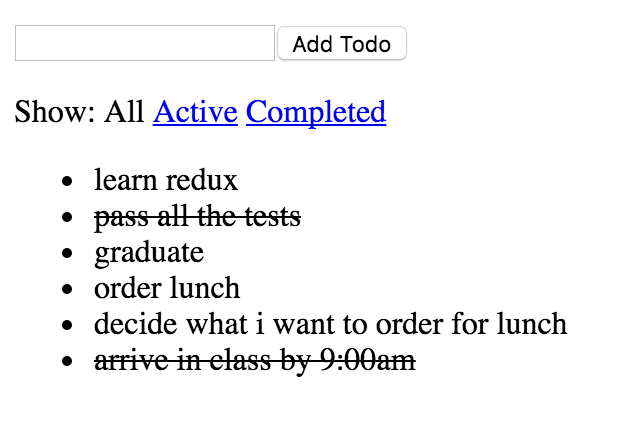 Add Todo
Show: All Active Completed
learn redux
pass all the tests
graduate
order lunch
decide what i want to order for lunch
arrive in class by 9:00am